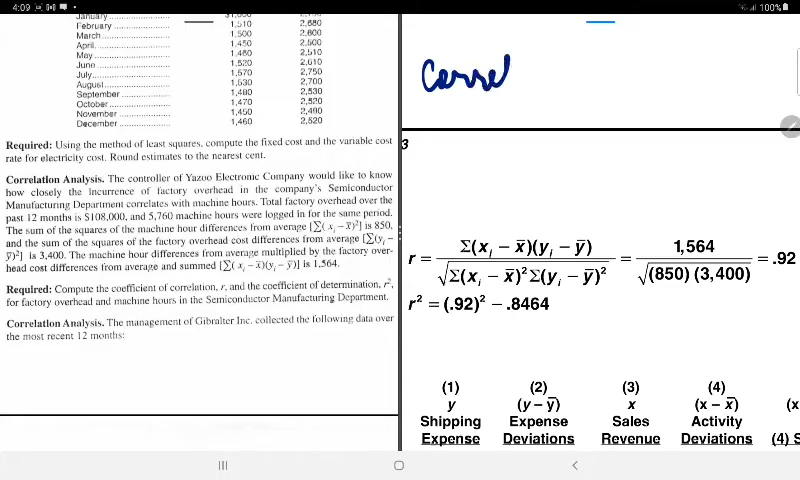 4:09
100%
January
February 1,510 2,680
March 1,500 2,600
April 1,450 2,500
May 1,460 2,510
June 1,520 2,610
July 1,570 2,750
August 1,530 2,700
September 1,480 2,530
October 1,470 2,520
November 1,450 2,490
December 1,460 2,520
Required: Using the method of least squares, compute the fixed cost and the variable cost
rate for electricity cost. Round estimates to the nearest cent.
Correlation Analysis. The controller of Yazoo Electronic Company would like to know
how closely the incurrence of factory overhead in the company's Semiconductor
Manufacturing Department correlates with machine hours. Total factory overhead over the
past 12 months is $108,000, and 5,760 machine hours were logged in for the same period.
The sum of the squares of the machine hour differences from average [∑(xᵢ – x̅)²] is 850,
and the sum of the squares of the factory overhead cost differences from average [∑(yᵢ –
y̅)²] is 3,400. The machine hour differences from average multiplied by the factory over-
head cost differences from average and summed [∑(xᵢ – x̅)(yᵢ – y̅)] is 1,564.
Required: Compute the coefficient of correlation, r, and the coefficient of determination, r²,
for factory overhead and machine hours in the Semiconductor Manufacturing Department.
Correlation Analysis. The management of Gibralter Inc. collected the following data over
the most recent 12 months:
Correl
3
r = Σ(xᵢ – x̅)(yᵢ – y̅) / √Σ(xᵢ – x̅)²Σ(yᵢ – y̅)² = 1,564 / √(850) (3,400) = .92
r² = (.92)² – .8464
(1) (2) (3) (4)
y (y – y̅) x (x – x̅) (x
Shipping Expense Sales Activity
Expense Deviations Revenue Deviations (4) S